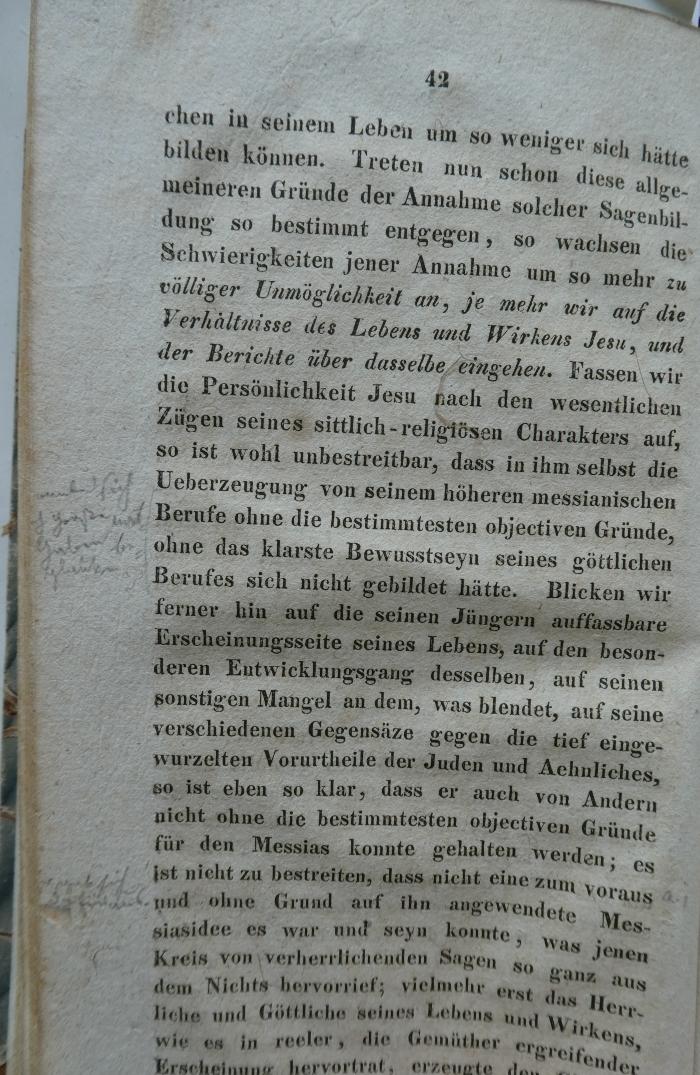 42
chen in seinem Leben um so weniger sich hätte
bilden können. Treten nun schon diese allge-
meineren Gründe der Annahme solcher Sagenbil-
dung so bestimmt entgegen, so wachsen die
Schwierigkeiten jener Annahme um so mehr zu
völliger Unmöglichkeit an, je mehr wir auf die
Verhältnisse des Lebens und Wirkens Jesu, und
der Berichte über dasselbe eingehen. Fassen wir
die Persönlichkeit Jesu nach den wesentlichen
Zügen seines sittlich-religiösen Charakters auf,
so ist wohl unbestreitbar, dass in ihm selbst die
Ueberzeugung von seinem höheren messianischen
Berufe ohne die bestimmtesten objectiven Gründe,
ohne das klarste Bewusstseyn seines göttlichen
Berufes sich nicht gebildet hätte. Blicken wir
ferner hin auf die seinen Jüngern auffassbare
Erscheinungsseite seines Lebens, auf den beson-
deren Entwicklungsgang desselben, auf seinen
sonstigen Mangel an dem, was blendet, auf seine
verschiedenen Gegensäze gegen die tief einge-
wurzelten Vorurtheile der Juden und Aehnliches,
so ist eben so klar, dass er auch von Andern
nicht ohne die bestimmtesten objectiven Gründe
für den Messias konnte gehalten werden; es
ist nicht zu bestreiten, dass nicht eine zum voraus
und ohne Grund auf ihn angewendete Mes-
siasidee es war und seyn konnte, was jenen
Kreis von verherrlichenden Sagen so ganz aus
dem Nichts hervorrief; vielmehr erst das Herr-
liche und Göttliche seines Lebens und Wirkens,
wie es in reeler, die Gemüther ergreifender
Erscheinung hervortrat, erzeugte den